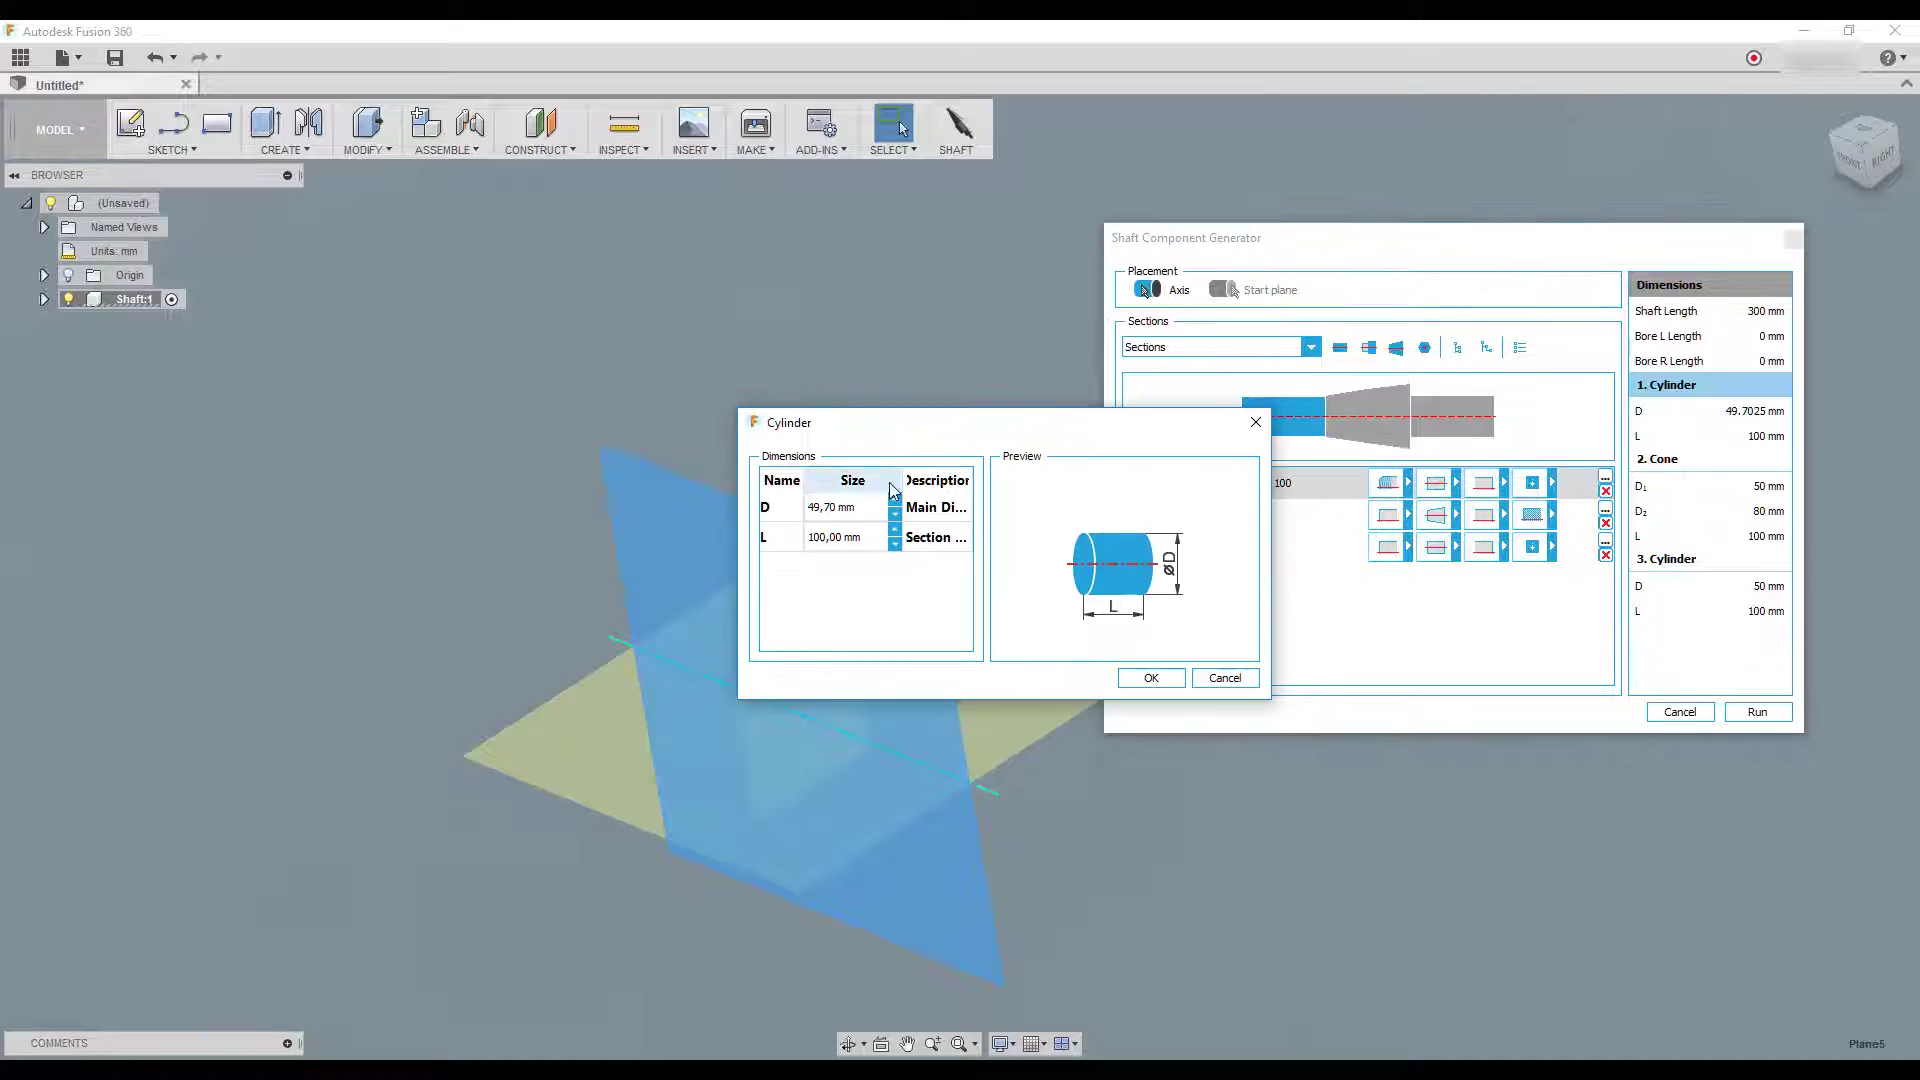 Autodesk Fusion 360
Untitled*
MODEL
SKETCH
CREATE
MODIFY
ASSEMBLE
CONSTRUCT
INSPECT
INSERT
MAKE
ADD-INS
SELECT
SHAFT
BROWSER
(Unsaved)
Named Views
Units: mm
Origin
Shaft:1
FRONT
RIGHT
Shaft Component Generator
Placement
Axis
Start plane
Sections
Sections
100
Dimensions
Shaft Length 300 mm
Bore L Length 0 mm
Bore R Length 0 mm
1. Cylinder
D 49.7025 mm
L 100 mm
2. Cone
D₁ 50 mm
D₂ 80 mm
L 100 mm
3. Cylinder
D 50 mm
L 100 mm
Cancel Run
Cylinder
Dimensions
Name Size Description
D 49,70 mm Main Di...
L 100,00 mm Section ...
Preview
øD
L
OK Cancel
COMMENTS
Plane5